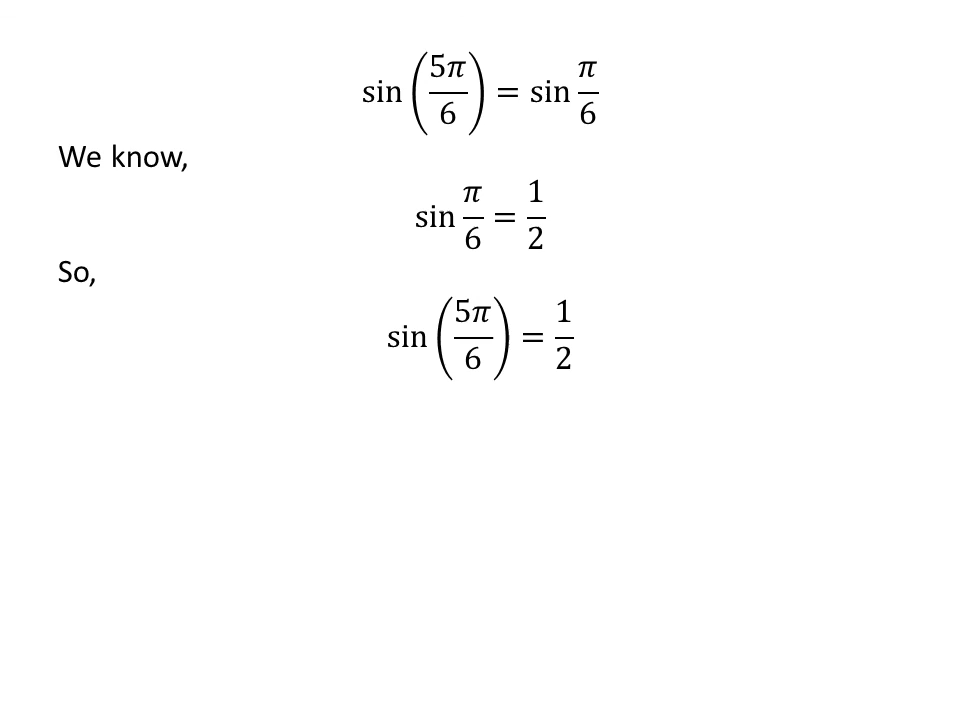 sin(5π/6) = sin π/6
We know,
sin π/6 = 1/2
So,
sin(5π/6) = 1/2